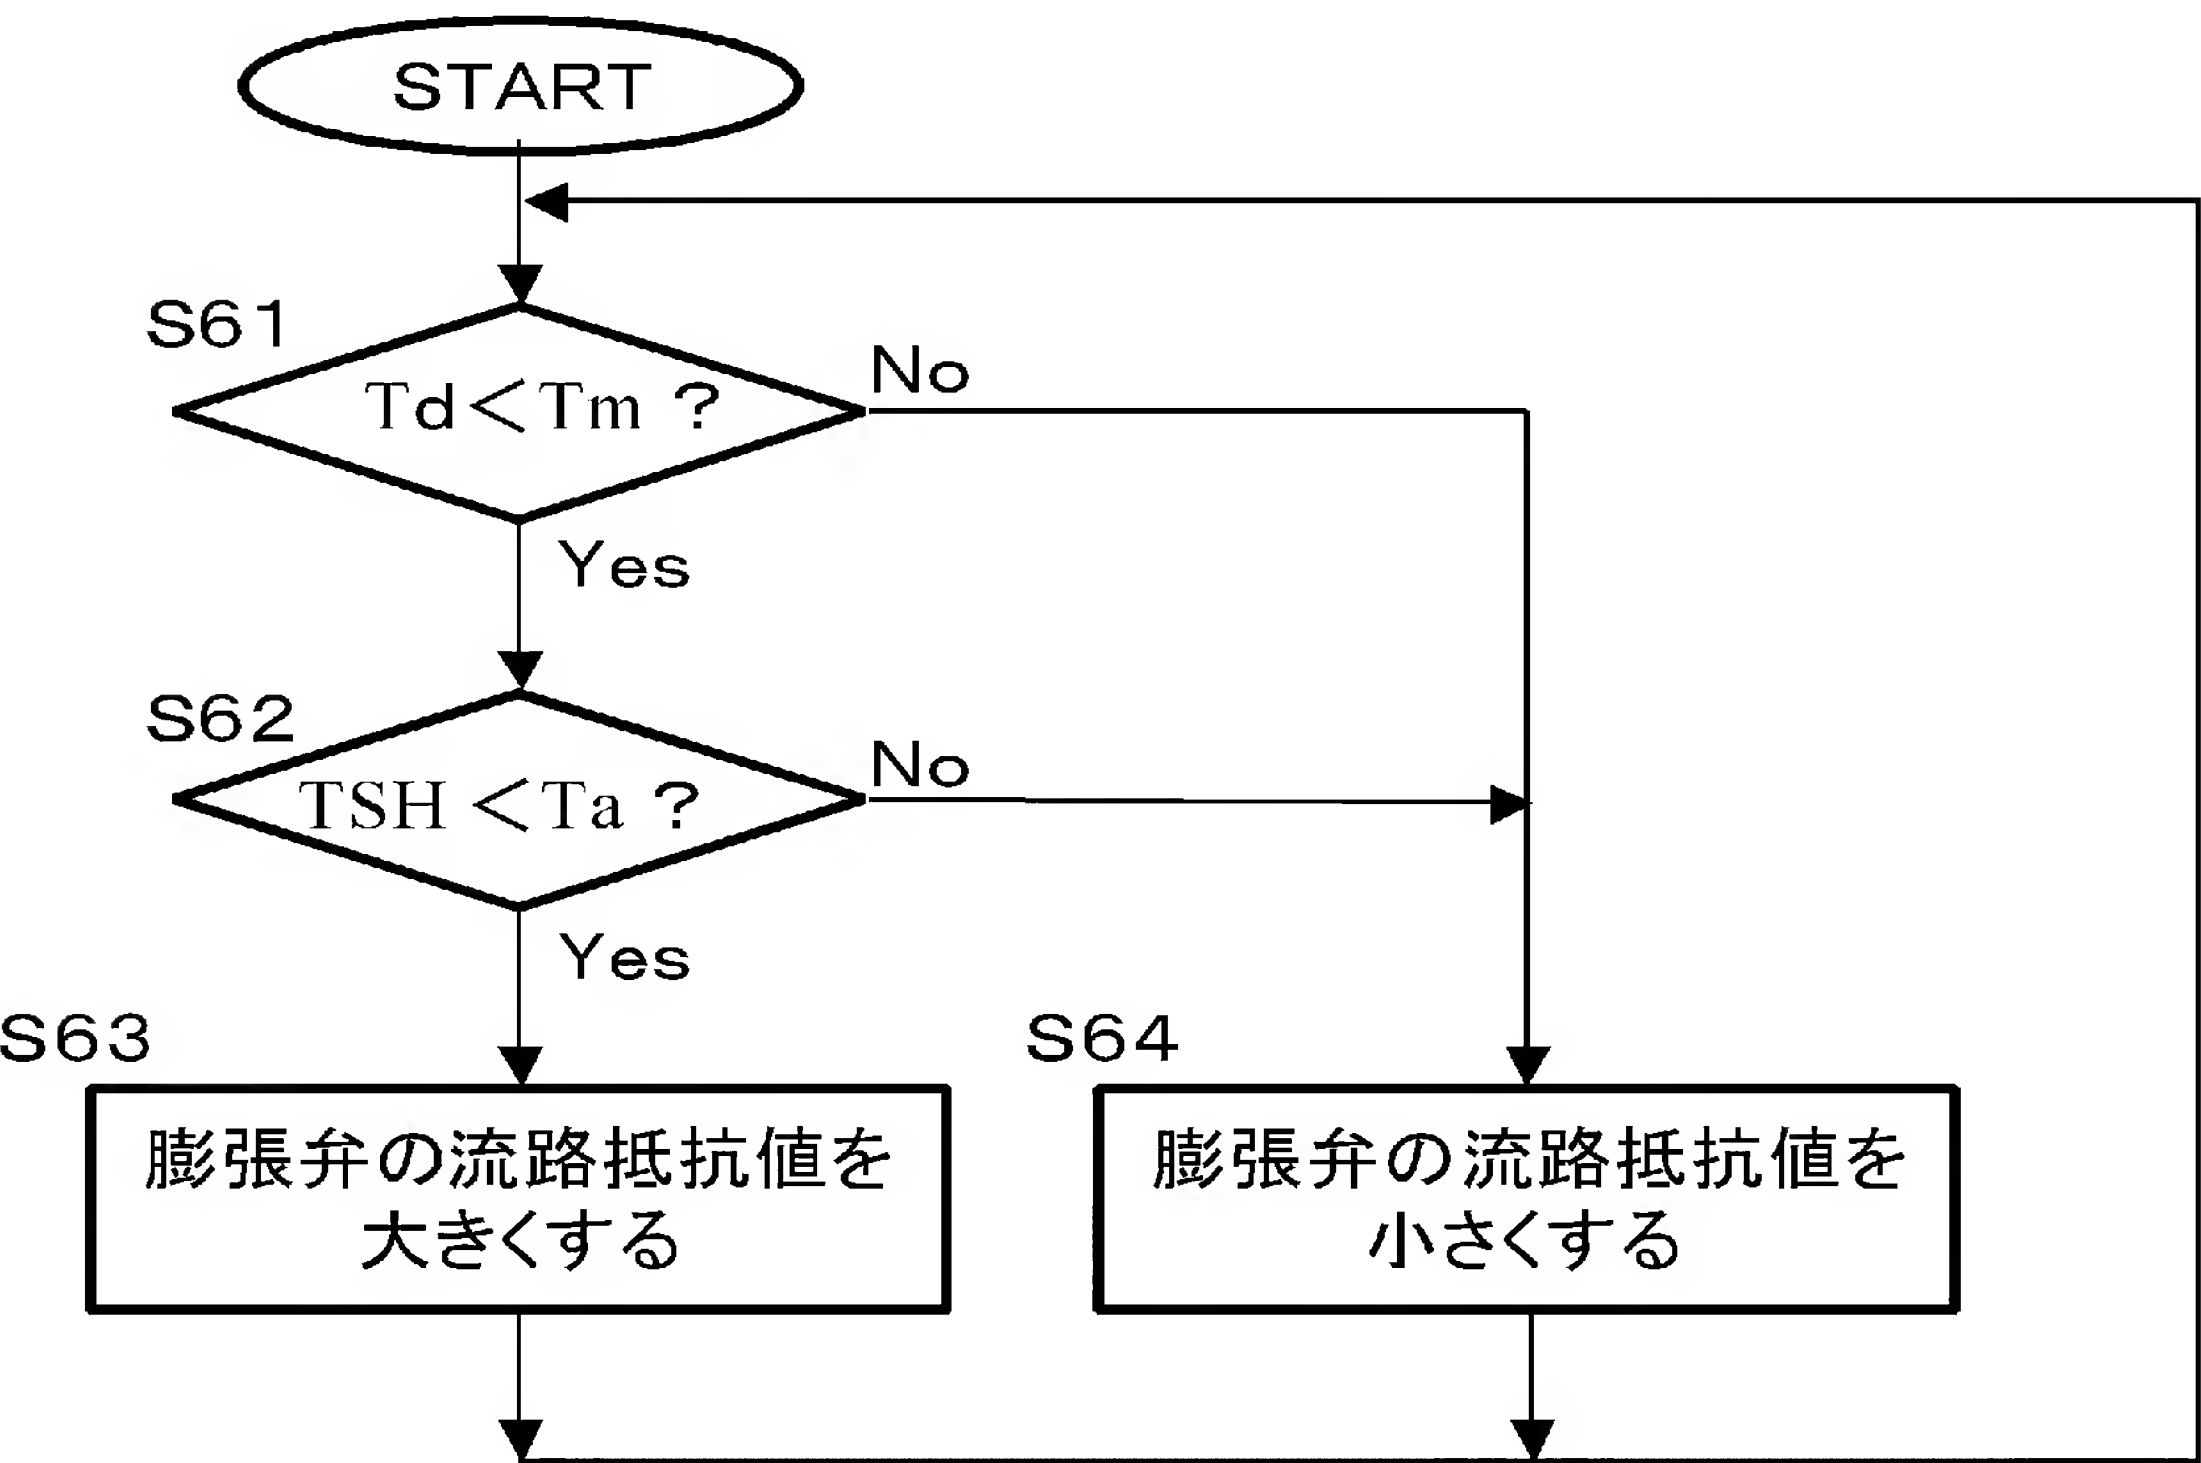 START
S61
Td＜Tm？
No
Yes
S62
TSH＜Ta？
No
Yes
S63
膨張弁の流路抵抗値を
大きくする
S64
膨張弁の流路抵抗値を
小さくする